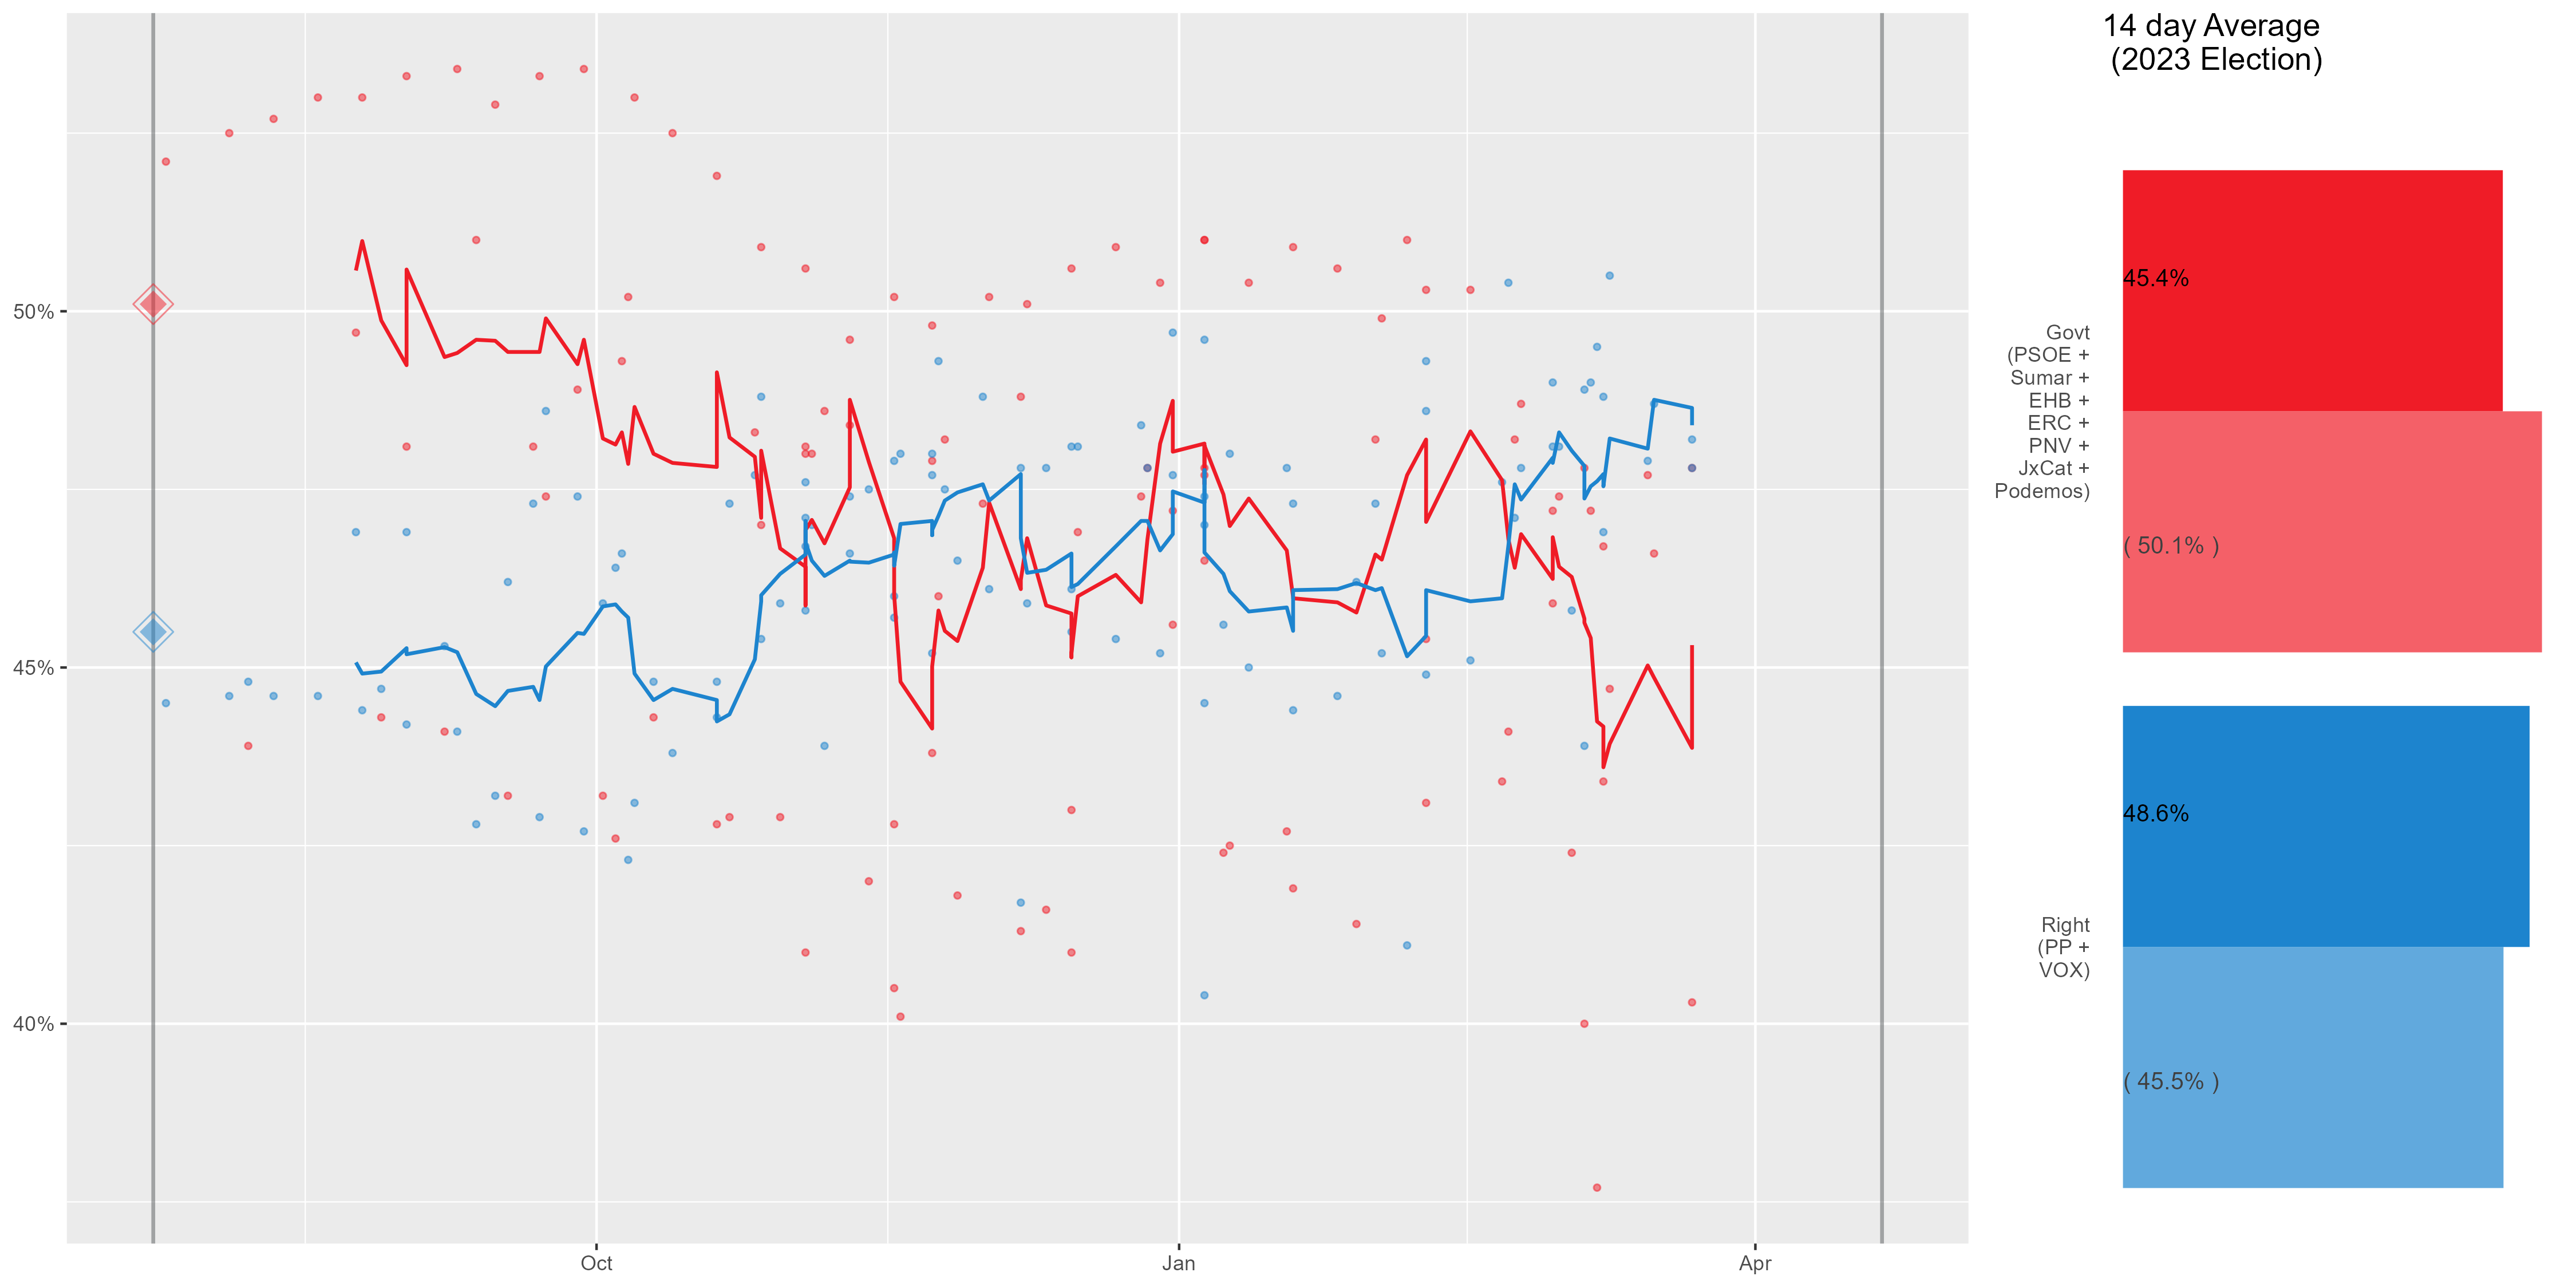 14 day Average
(2023 Election)
50%
45%
40%
Oct
Jan
Apr
Govt
(PSOE +
Sumar +
EHB +
ERC +
PNV +
JxCat +
Podemos)
45.4%
( 50.1% )
Right
(PP +
VOX)
48.6%
( 45.5% )